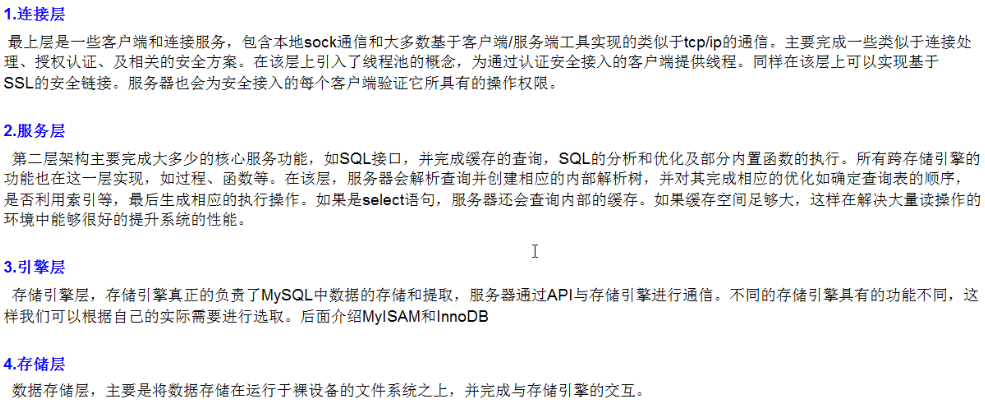 1.连接层
最上层是一些客户端和连接服务，包含本地sock通信和大多数基于客户端/服务端工具实现的类似于tcp/ip的通信。主要完成一些类似于连接处
理、授权认证、及相关的安全方案。在该层上引入了线程池的概念，为通过认证安全接入的客户端提供线程。同样在该层上可以实现基于
SSL的安全链接。服务器也会为安全接入的每个客户端验证它所具有的操作权限。
2.服务层
第二层架构主要完成大多少的核心服务功能，如SQL接口，并完成缓存的查询，SQL的分析和优化及部分内置函数的执行。所有跨存储引擎的
功能也在这一层实现，如过程、函数等。在该层，服务器会解析查询并创建相应的内部解析树，并对其完成相应的优化如确定查询表的顺序，
是否利用索引等，最后生成相应的执行操作。如果是select语句，服务器还会查询内部的缓存。如果缓存空间足够大，这样在解决大量读操作的
环境中能够很好的提升系统的性能。
3.引擎层
存储引擎层，存储引擎真正的负责了MySQL中数据的存储和提取，服务器通过API与存储引擎进行通信。不同的存储引擎具有的功能不同，这
样我们可以根据自己的实际需要进行选取。后面介绍MyISAM和InnoDB
4.存储层
数据存储层，主要是将数据存储在运行于裸设备的文件系统之上，并完成与存储引擎的交互。